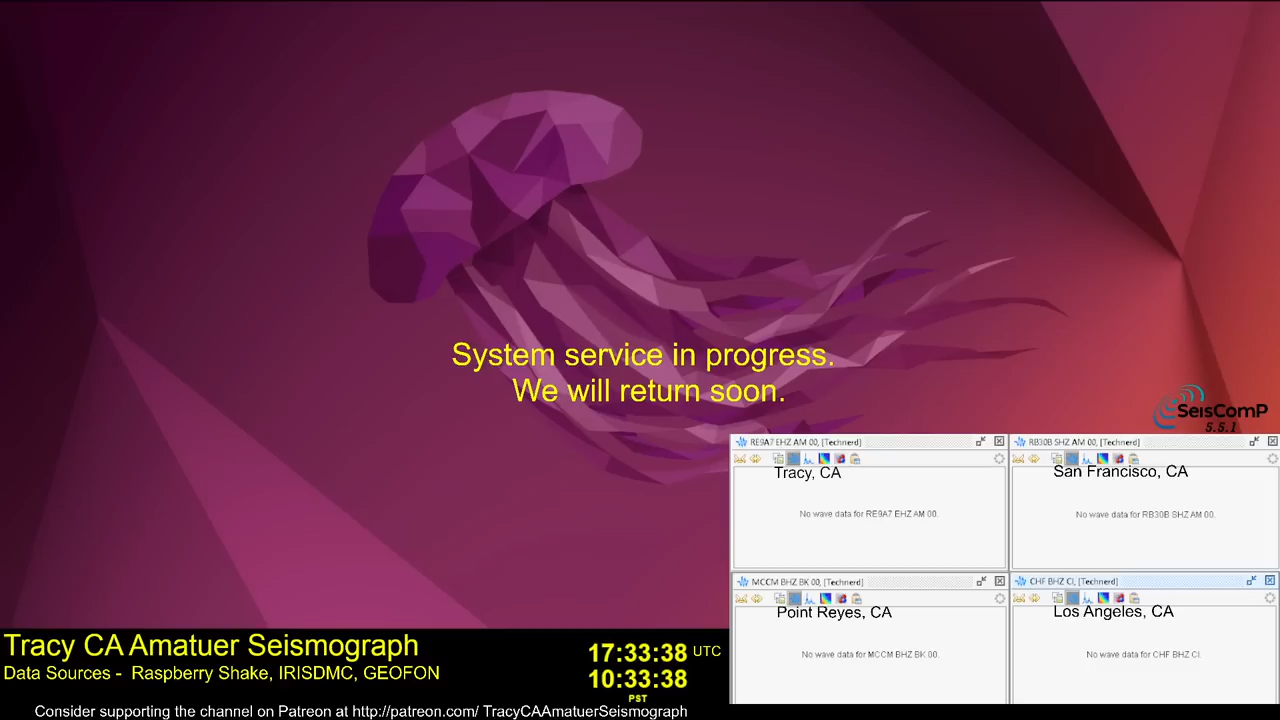 System service in progress.
We will return soon.
SeisComP
5.5.1
RE9A7 EHZ AM 00, [Technerd]
Tracy, CA
No wave data for RE9A7 EHZ AM 00.
RB30B SHZ AM 00, [Technerd]
San Francisco, CA
No wave data for RB30B SHZ AM 00.
MCCM BHZ BK 00, [Technerd]
Point Reyes, CA
No wave data for MCCM BHZ BK 00.
CHF BHZ CI, [Technerd]
Los Angeles, CA
No wave data for CHF BHZ CI.
Tracy CA Amatuer Seismograph
Data Sources - Raspberry Shake, IRISDMC, GEOFON
17:33:38 UTC
10:33:38
PST
Consider supporting the channel on Patreon at http://patreon.com/ TracyCAAmatuerSeismograph